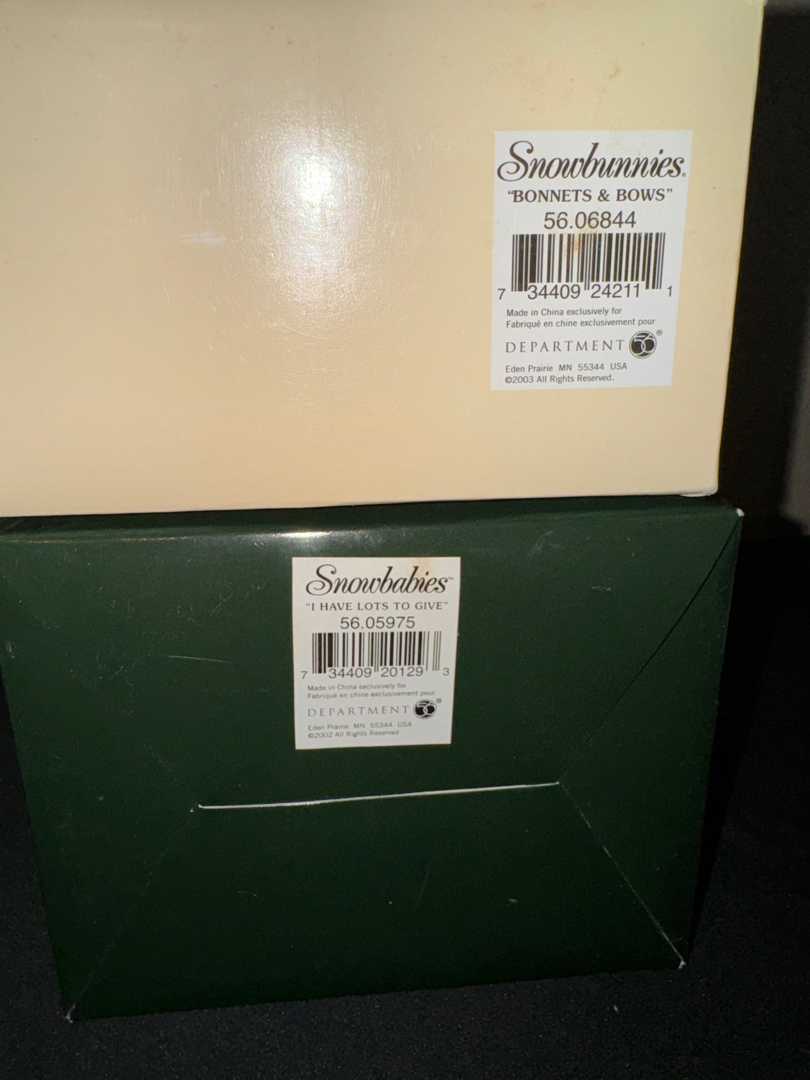 Snowbunnies®
"BONNETS & BOWS"
56.06844
7 34409 24211 1
Made in China exclusively for
Fabriqué en chine exclusivement pour
DEPARTMENT 56®
Eden Prairie MN 55344 USA
©2003 All Rights Reserved.
Snowbabies™
"I HAVE LOTS TO GIVE"
56.05975
7 34409 20129 3
Made in China exclusively for
Fabriqué en chine exclusivement pour
DEPARTMENT 56®
Eden Prairie MN 55344 USA
©2002 All Rights Reserved